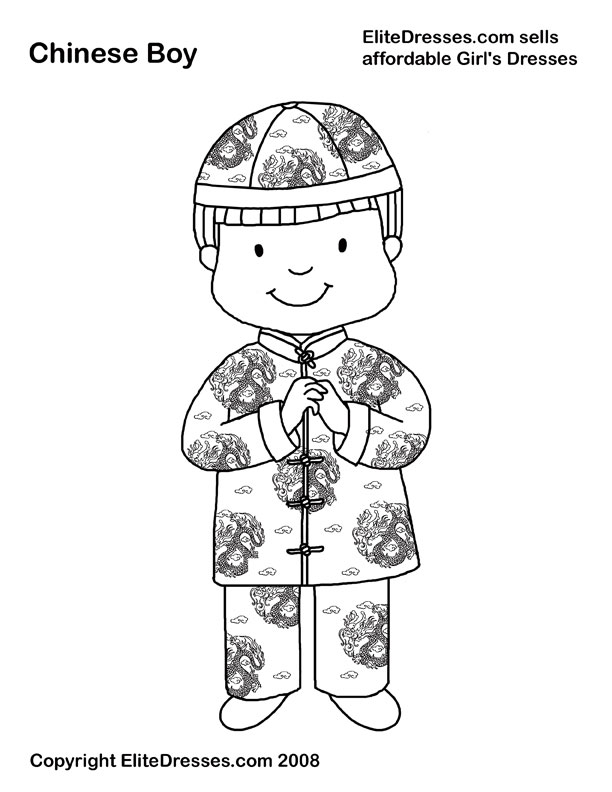 Chinese Boy
EliteDresses.com sells
affordable Girl's Dresses
Copyright EliteDresses.com 2008